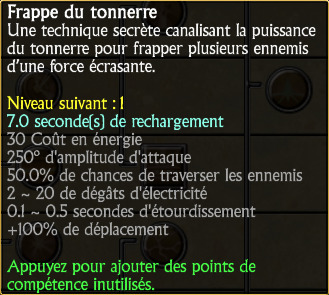 Frappe du tonnerre
Une technique secrète canalisant la puissance
du tonnerre pour frapper plusieurs ennemis
d'une force écrasante.
Niveau suivant : 1
7.0 seconde(s) de rechargement
30 Coût en énergie
250° d'amplitude d'attaque
50.0% de chances de traverser les ennemis
2 ~ 20 de dégâts d'électricité
0.1 ~ 0.5 secondes d'étourdissement
+100% de déplacement
Appuyez pour ajouter des points de
compétence inutilisés.